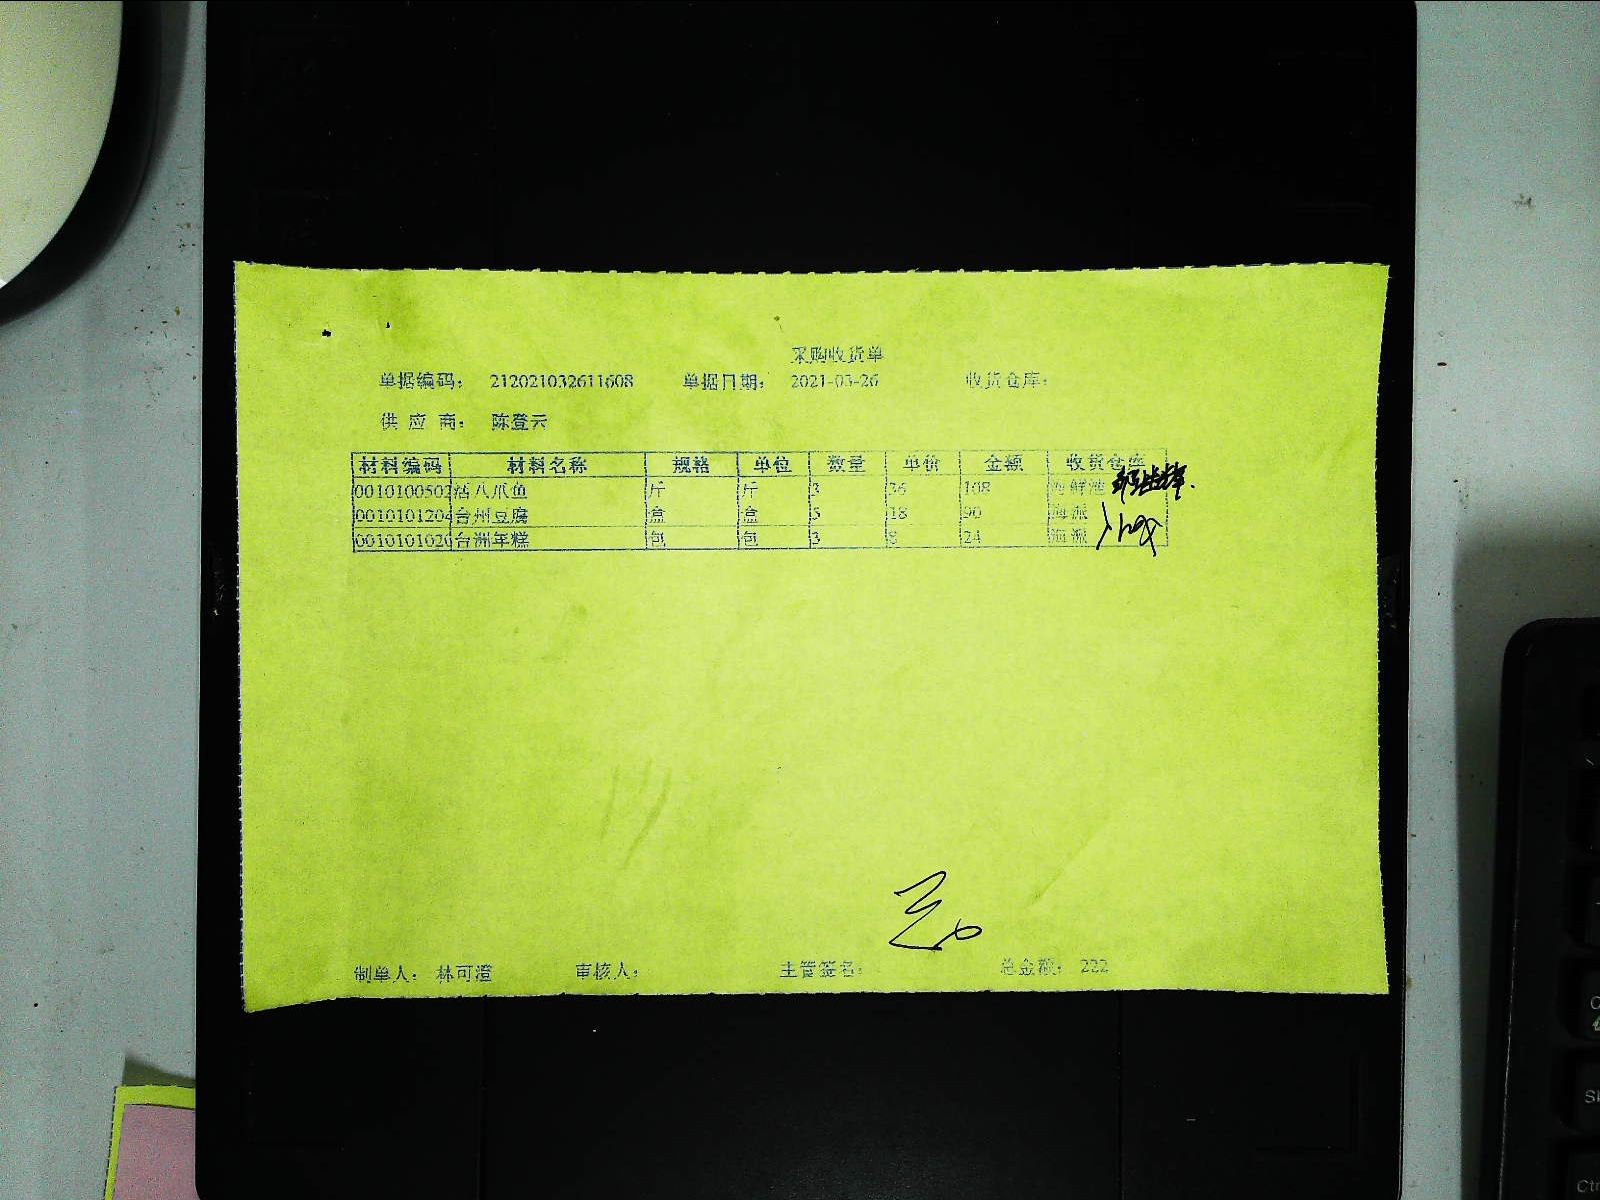 采购收货单
单据编码： 212021032611608 单据日期： 2021-03-26 收货仓库：
供 应 商： 陈登云
材料编码 材料名称 规格 单位 数量 单价 金额 收货仓库
0010100502 活八爪鱼 斤 斤 3 36 108 海鲜池
0010101204 台州豆腐 盒 盒 5 18 90 海派
0010101020 台洲年糕 包 包 3 8 24 海派
制单人： 林可澄 审核人： 主管签名： 总金额： 222